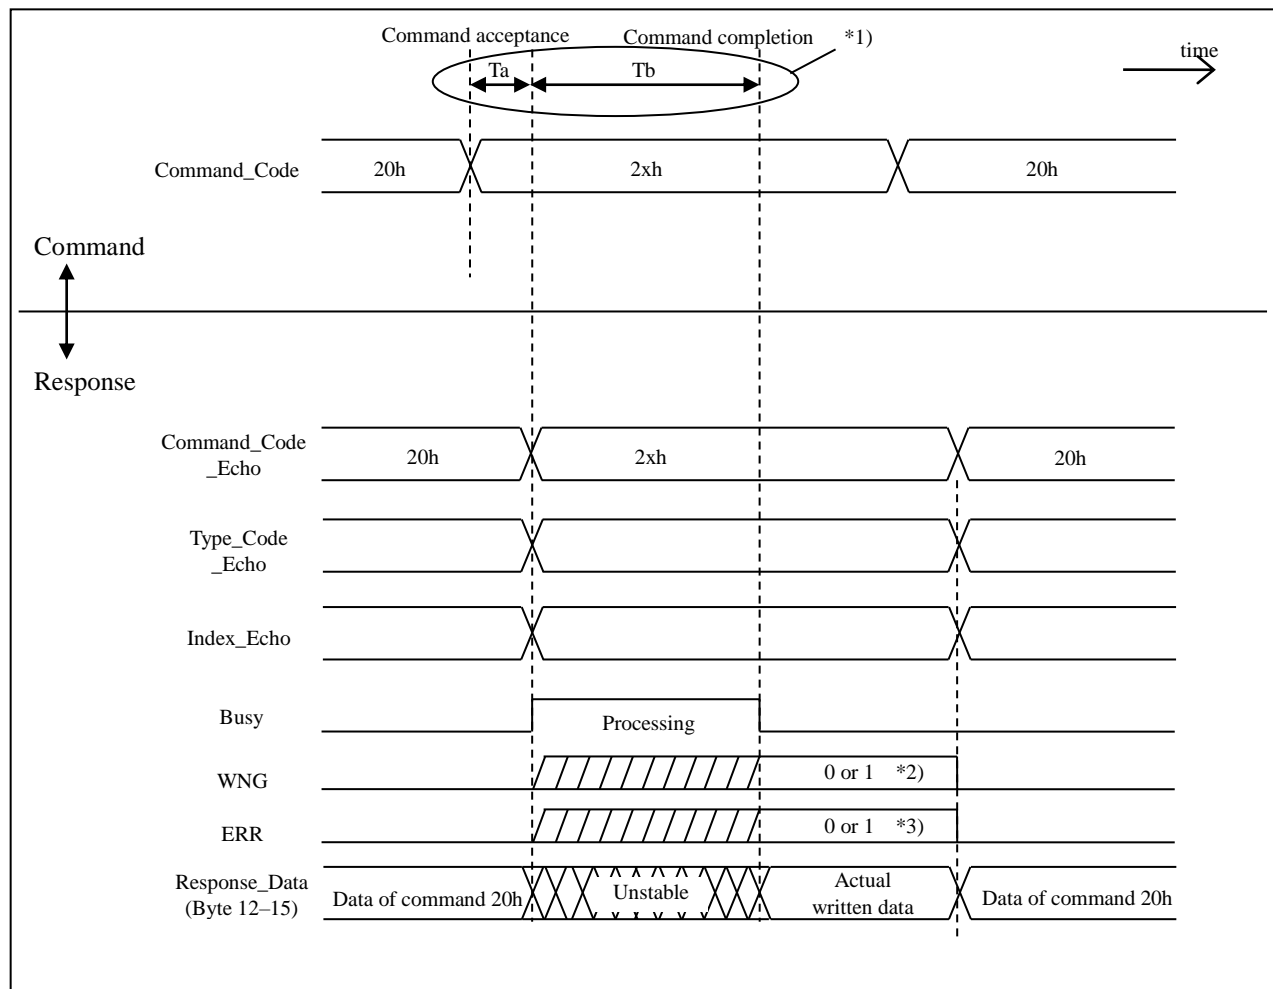 Command acceptance Command completion *1)
time
Ta Tb
Command_Code 20h 2xh 20h
Command
Response
Command_Code
_Echo
20h 2xh 20h
Type_Code
_Echo
Index_Echo
Busy Processing
WNG 0 or 1 *2)
ERR 0 or 1 *3)
Response_Data
(Byte 12–15)
Data of command 20h Unstable Actual
written data
Data of command 20h